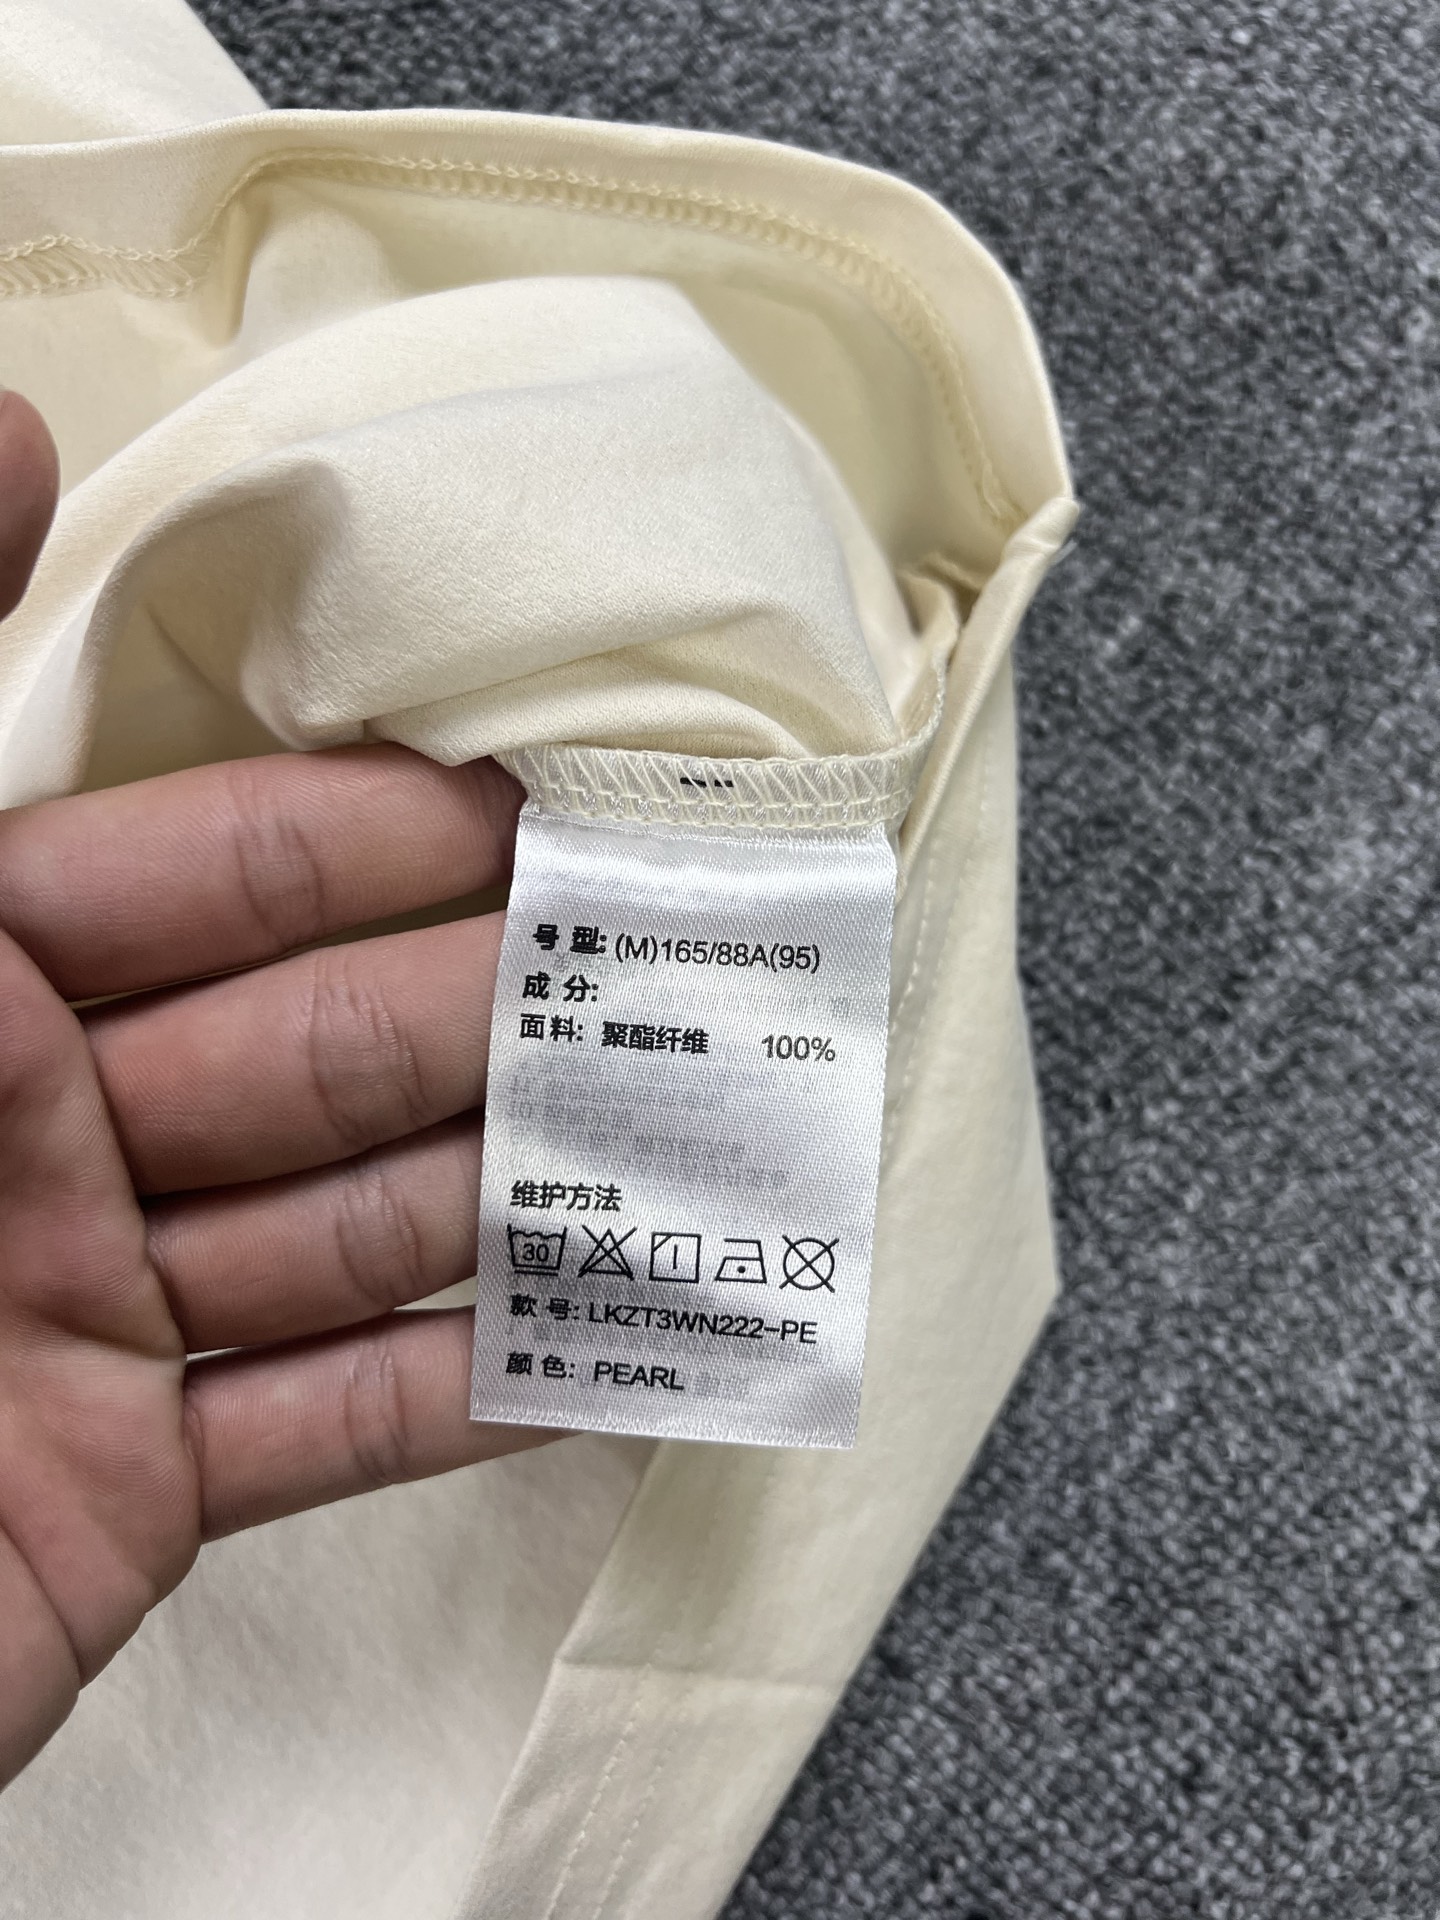 号 型: (M)165/88A(95)
成 分:
面料: 聚酯纤维 100%
维护方法
30
款 号: LKZT3WN222-PE
颜 色: PEARL